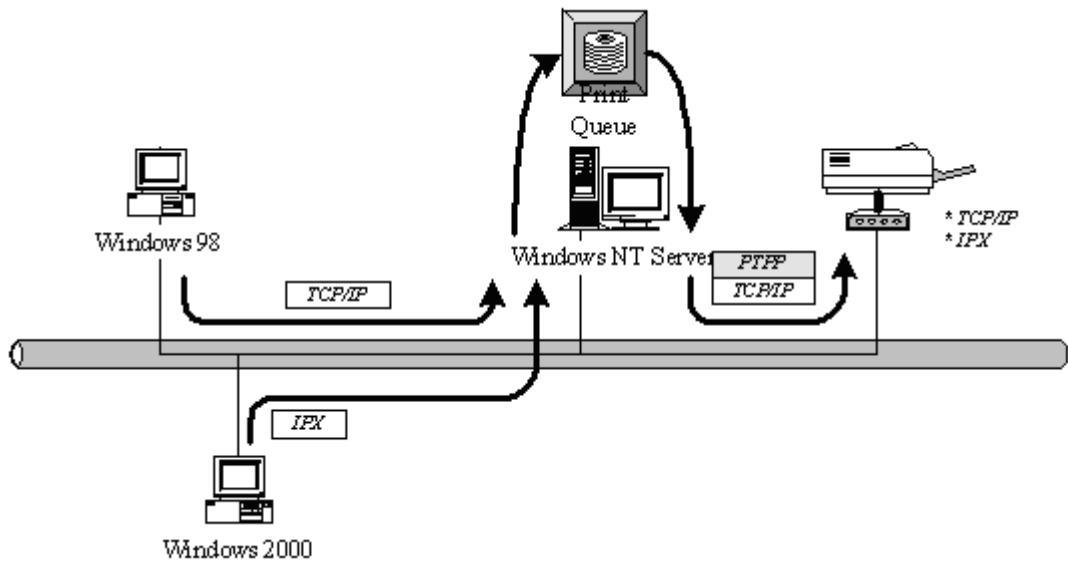 Print
Queue
Windows 98
Windows NT Server
* TCP/IP
* IPX
PTPP
TCP/IP
TCP/IP
IPX
Windows 2000